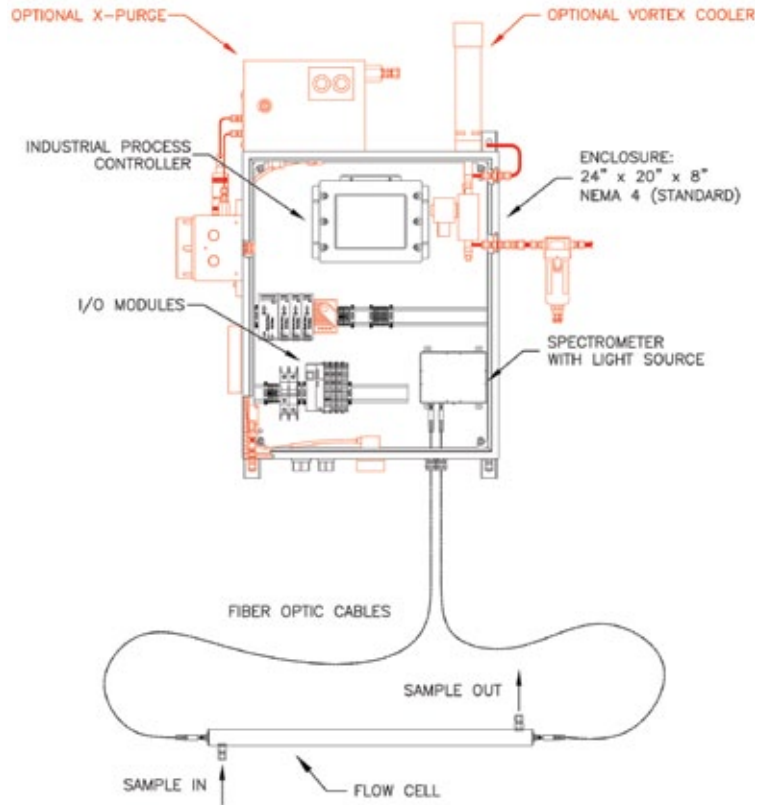 OPTIONAL X-PURGE
OPTIONAL VORTEX COOLER
INDUSTRIAL PROCESS
CONTROLLER
ENCLOSURE:
24" x 20" x 8"
NEMA 4 (STANDARD)
I/O MODULES
SPECTROMETER
WITH LIGHT SOURCE
FIBER OPTIC CABLES
SAMPLE OUT
SAMPLE IN
FLOW CELL